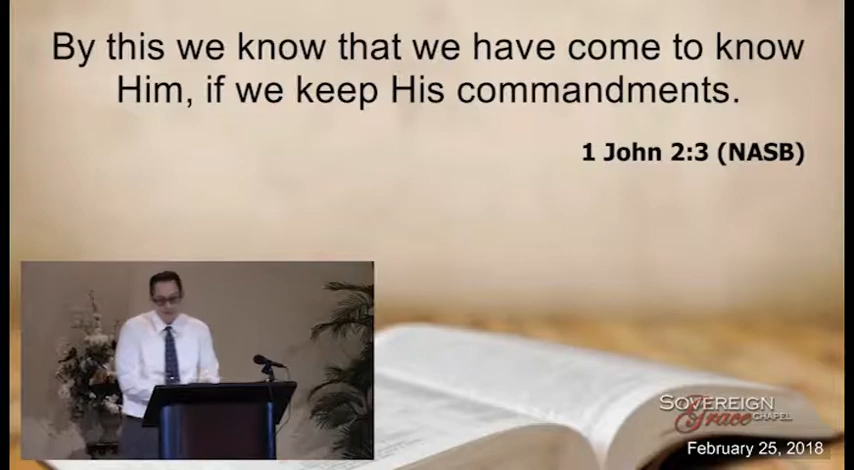 By this we know that we have come to know
Him, if we keep His commandments.
1 John 2:3 (NASB)
SOVEREIGN
Grace CHAPEL
February 25, 2018